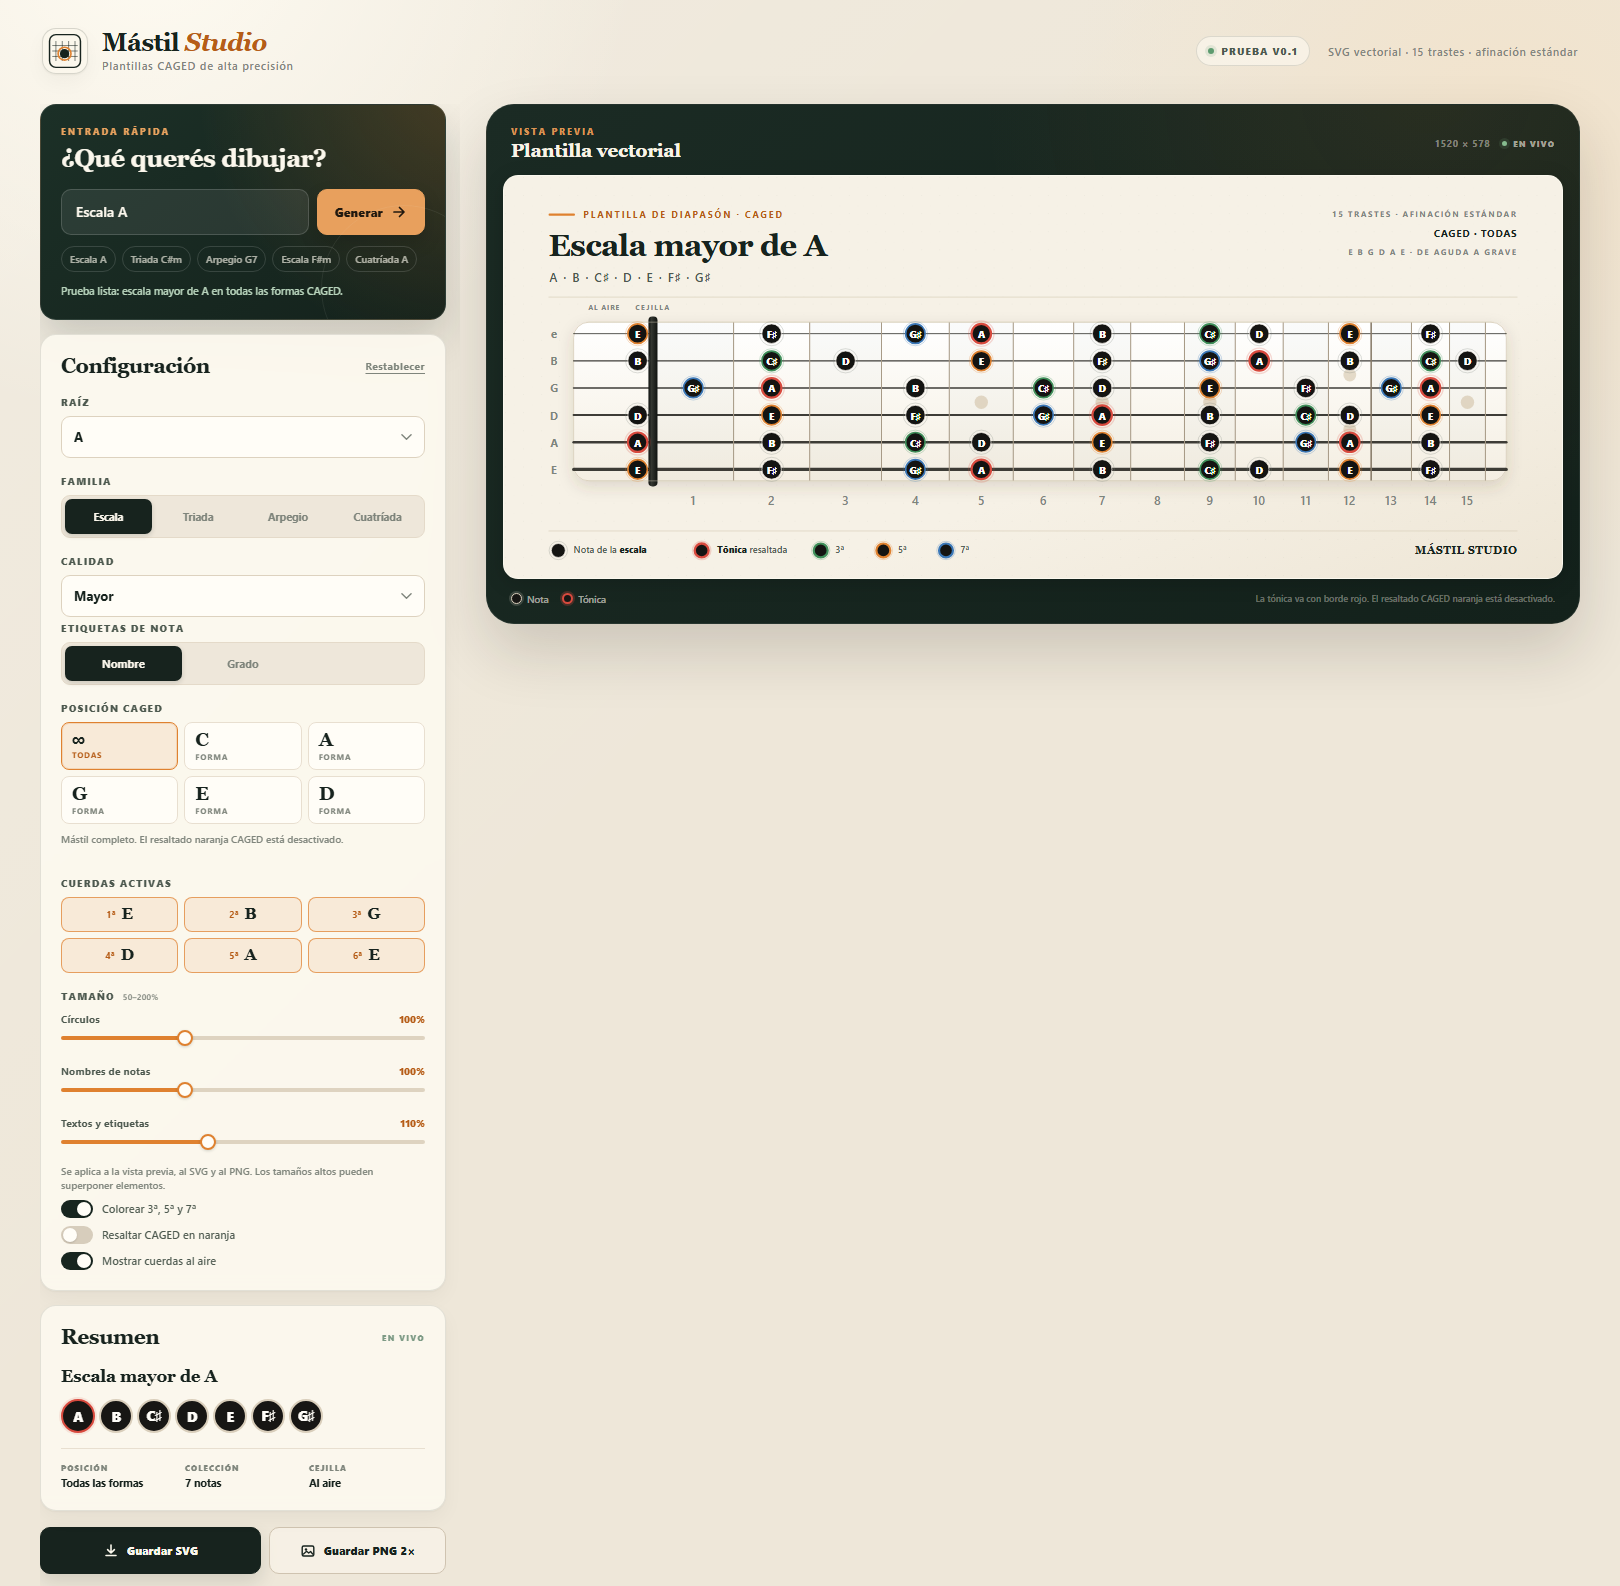 Mástil Studio
Plantillas CAGED de alta precisión
PRUEBA V0.1
SVG vectorial · 15 trastes · afinación estándar
ENTRADA RÁPIDA
¿Qué querés dibujar?
Escala A
Generar →
Escala A
Triada C#m
Arpegio G7
Escala F#m
Cuatríada A
Prueba lista: escala mayor de A en todas las formas CAGED.
Configuración
Restablecer
RAÍZ
A
FAMILIA
Escala
Triada
Arpegio
Cuatríada
CALIDAD
Mayor
ETIQUETAS DE NOTA
Nombre
Grado
POSICIÓN CAGED
∞
TODAS
C
FORMA
A
FORMA
G
FORMA
E
FORMA
D
FORMA
Mástil completo. El resaltado naranja CAGED está desactivado.
CUERDAS ACTIVAS
1ª E
2ª B
3ª G
4ª D
5ª A
6ª E
TAMAÑO 50–200%
Círculos 100%
Nombres de notas 100%
Textos y etiquetas 110%
Se aplica a la vista previa, al SVG y al PNG. Los tamaños altos pueden
superponer elementos.
Colorear 3ª, 5ª y 7ª
Resaltar CAGED en naranja
Mostrar cuerdas al aire
Resumen
EN VIVO
Escala mayor de A
A B C♯ D E F♯ G♯
POSICIÓN
Todas las formas
COLECCIÓN
7 notas
CEJILLA
Al aire
Guardar SVG
Guardar PNG 2×
VISTA PREVIA
Plantilla vectorial
1520 × 578
EN VIVO
PLANTILLA DE DIAPASÓN · CAGED
Escala mayor de A
A · B · C♯ · D · E · F♯ · G♯
15 TRASTES · AFINACIÓN ESTÁNDAR
CAGED · TODAS
E B G D A E · DE AGUDA A GRAVE
AL AIRE CEJILLA
e E F♯ G♯ A B C♯ D E F♯
B B C♯ D E F♯ G♯ A B C♯ D
G G♯ A B C♯ D E F♯ G♯ A
D D E F♯ G♯ A B C♯ D E
A A B C♯ D E F♯ G♯ A B
E E F♯ G♯ A B C♯ D E F♯
1 2 3 4 5 6 7 8 9 10 11 12 13 14 15
Nota de la escala
Tónica resaltada
3ª
5ª
7ª
MÁSTIL STUDIO
Nota
Tónica
La tónica va con borde rojo. El resaltado CAGED naranja está desactivado.